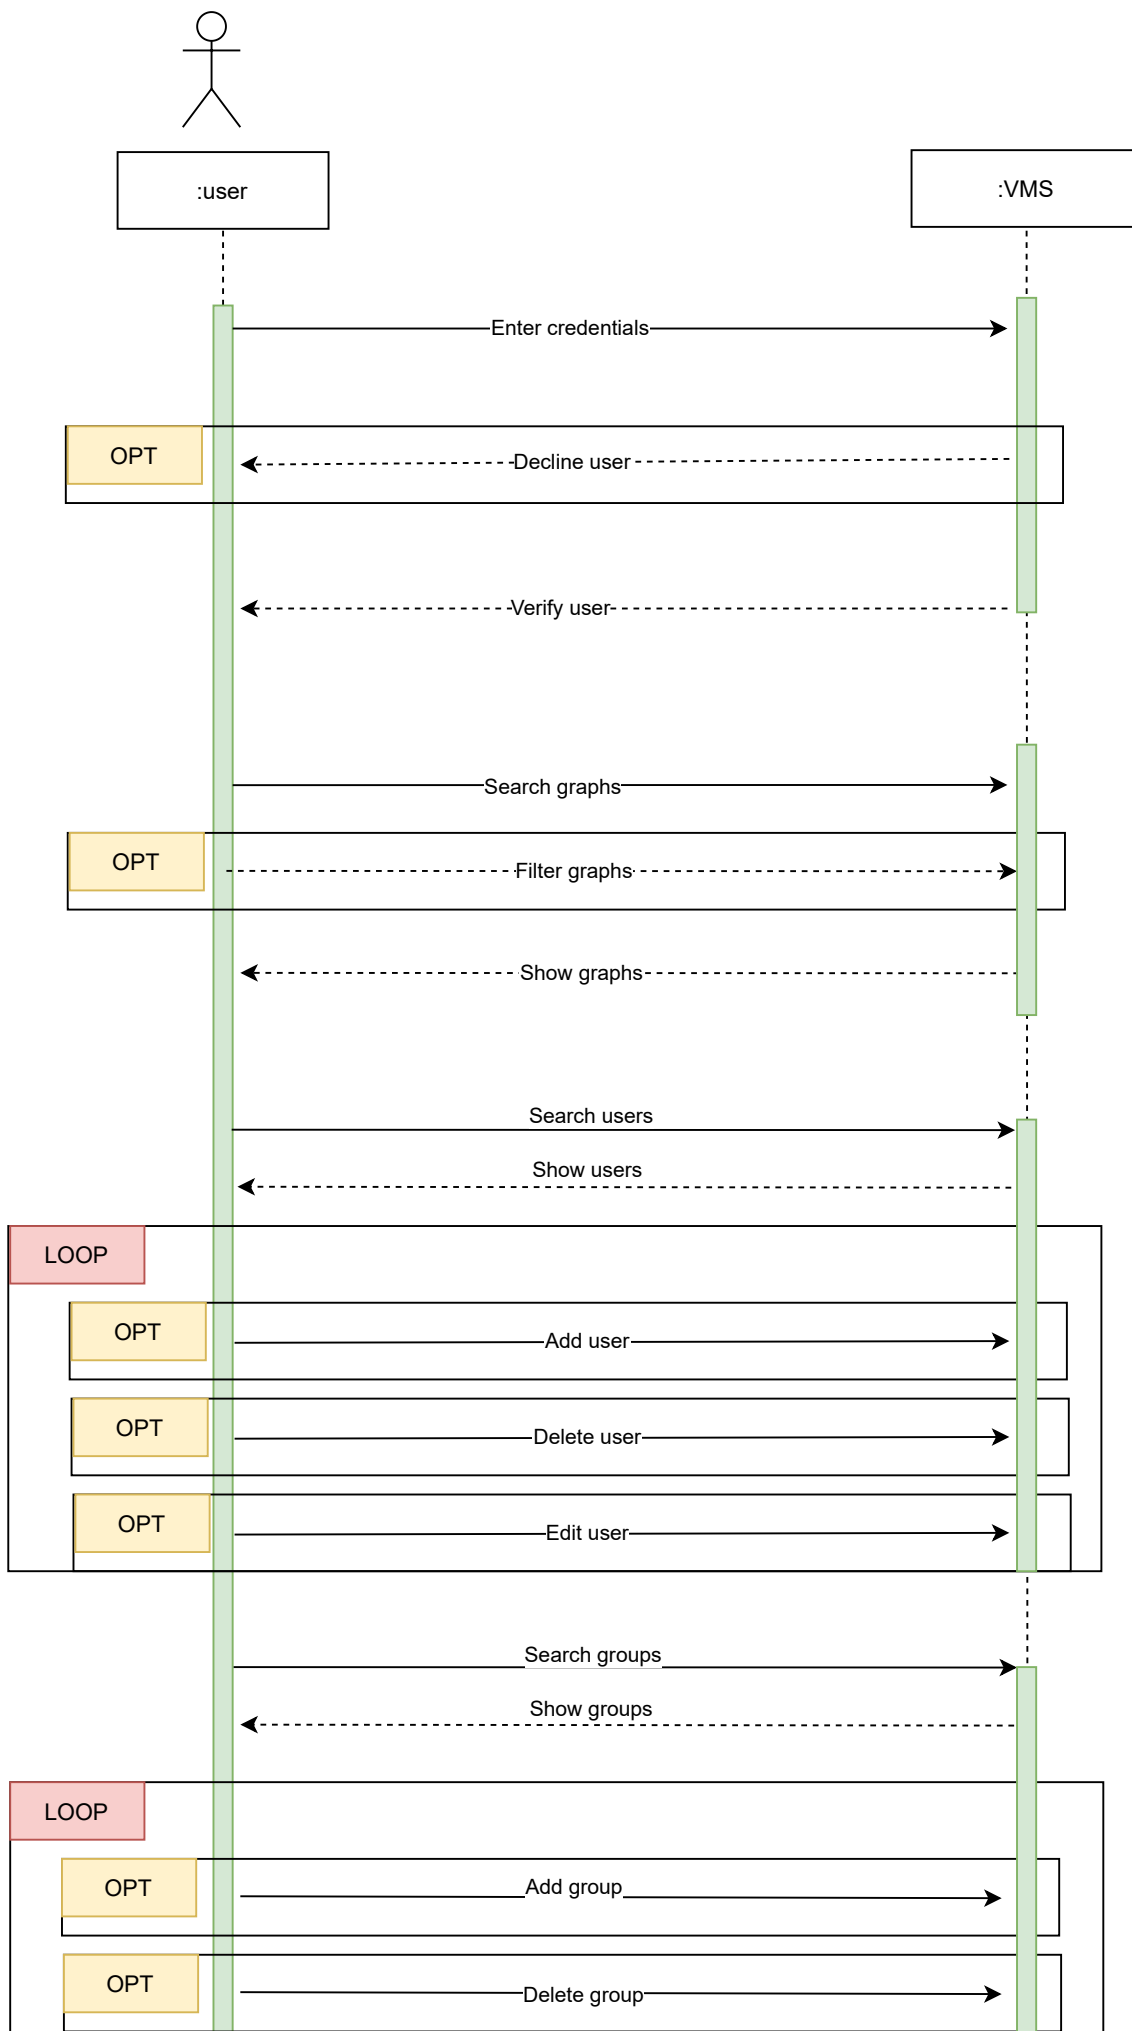 :user
:VMS
Enter credentials
OPT
Decline user
Verify user
Search graphs
OPT
Filter graphs
Show graphs
Search users
Show users
LOOP
OPT
Add user
OPT
Delete user
OPT
Edit user
Search groups
Show groups
LOOP
OPT
Add group
OPT
Delete group